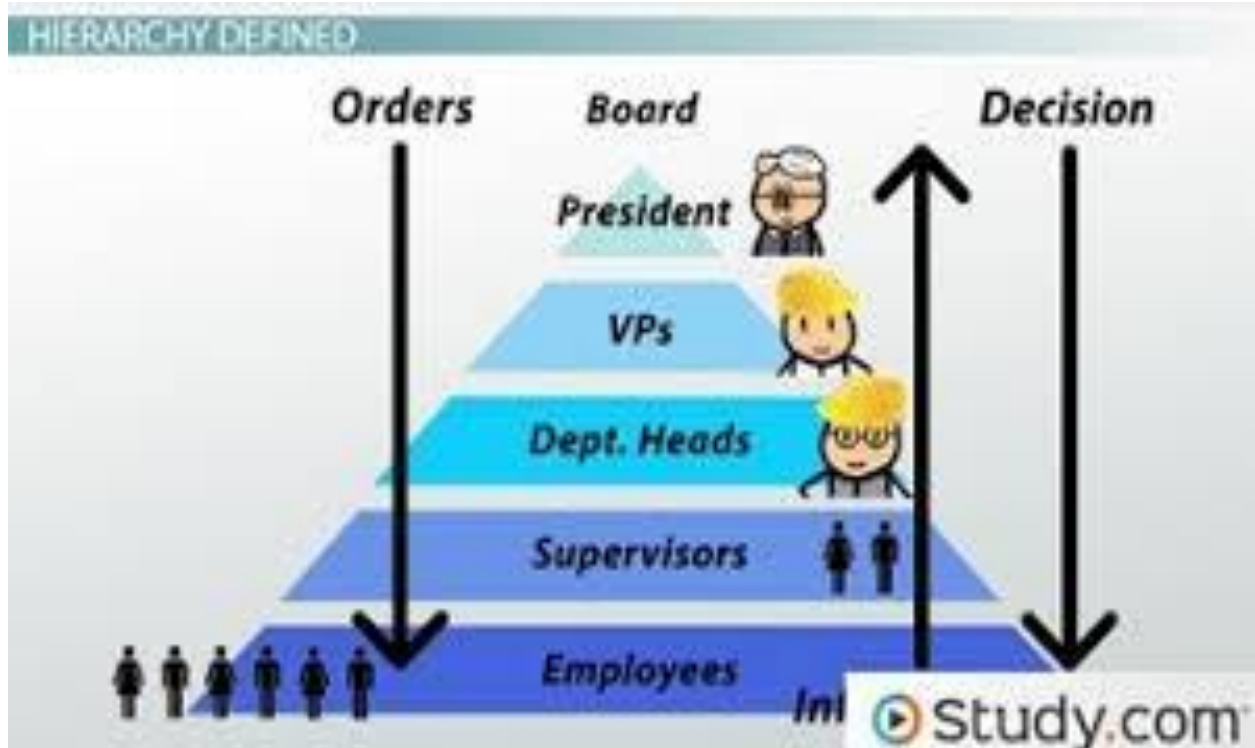 HIERARCHY DEFINED
Orders
Board
Decision
President
VPs
Dept. Heads
Supervisors
Employees
Study.com